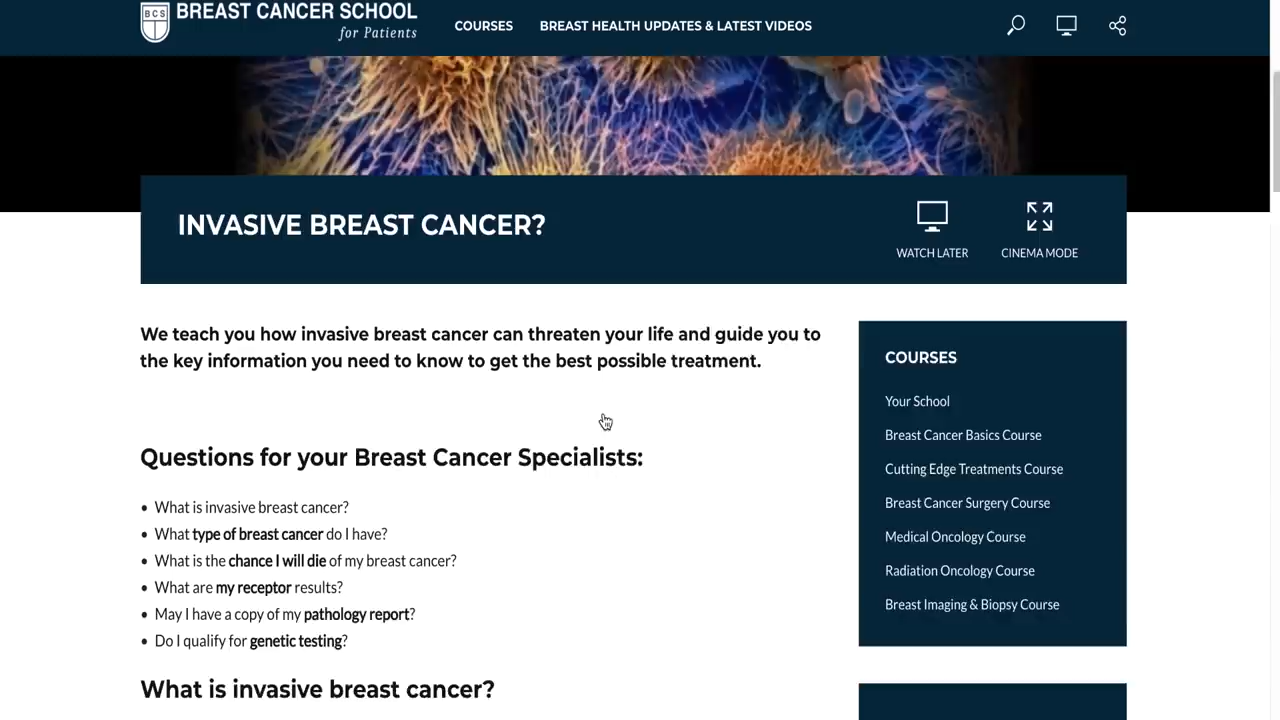 BCS
BREAST CANCER SCHOOL
for Patients
COURSES
BREAST HEALTH UPDATES & LATEST VIDEOS
INVASIVE BREAST CANCER?
WATCH LATER
CINEMA MODE
We teach you how invasive breast cancer can threaten your life and guide you to
the key information you need to know to get the best possible treatment.
Questions for your Breast Cancer Specialists:
• What is invasive breast cancer?
• What type of breast cancer do I have?
• What is the chance I will die of my breast cancer?
• What are my receptor results?
• May I have a copy of my pathology report?
• Do I qualify for genetic testing?
What is invasive breast cancer?
COURSES
Your School
Breast Cancer Basics Course
Cutting Edge Treatments Course
Breast Cancer Surgery Course
Medical Oncology Course
Radiation Oncology Course
Breast Imaging & Biopsy Course